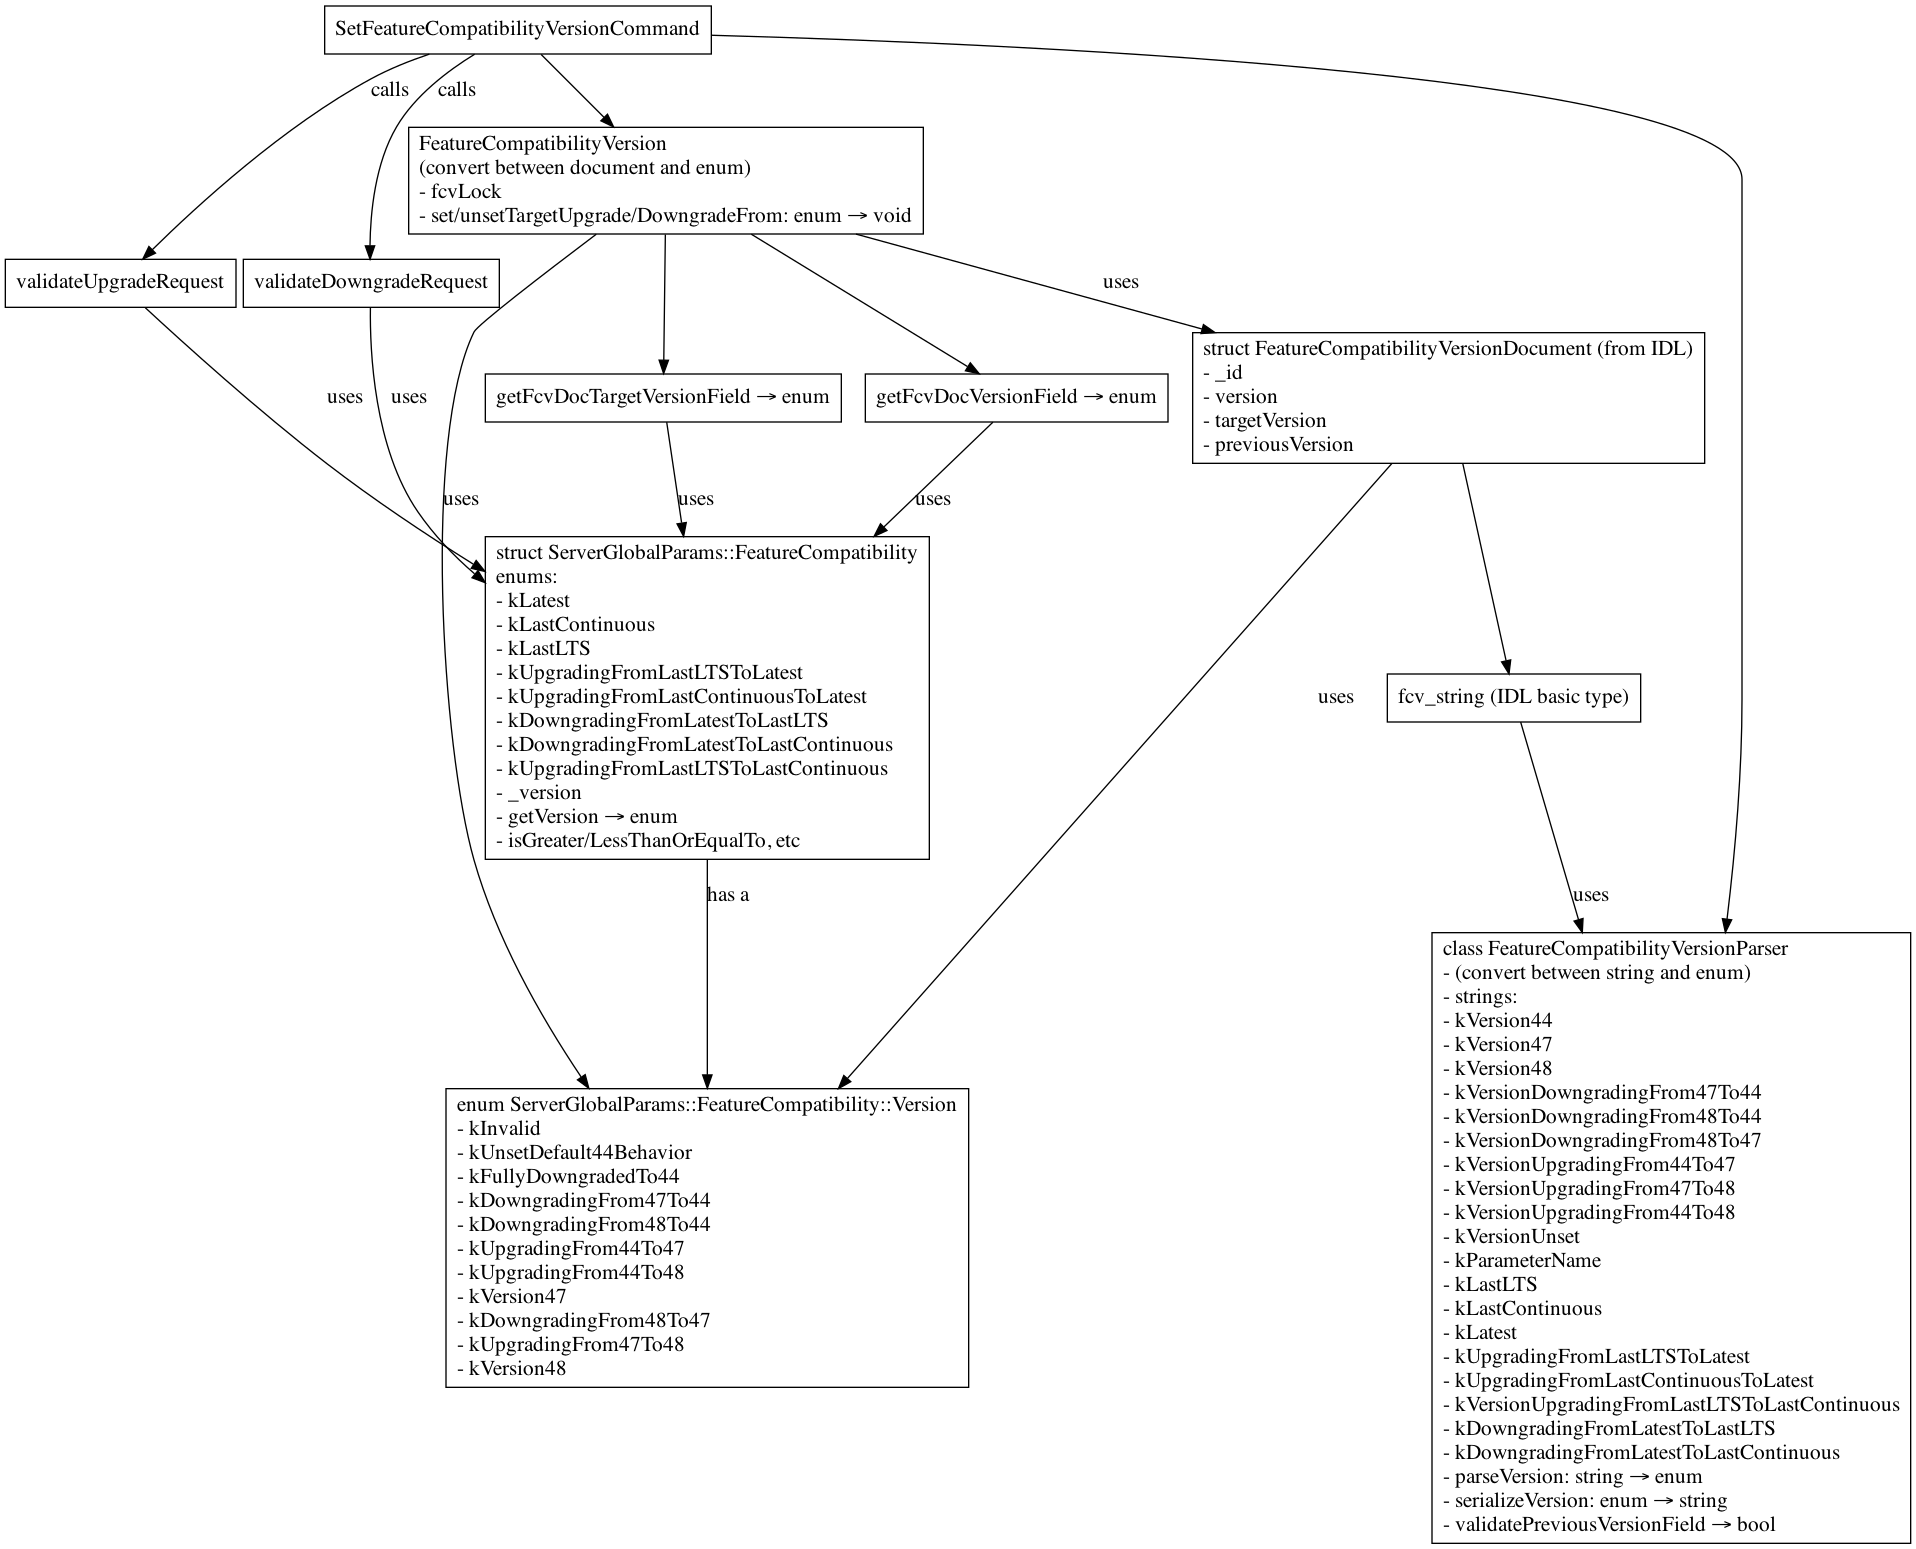 SetFeatureCompatibilityVersionCommand
calls
calls
FeatureCompatibilityVersion
(convert between document and enum)
- fcvLock
- set/unsetTargetUpgrade/DowngradeFrom: enum → void
validateUpgradeRequest
validateDowngradeRequest
uses
struct FeatureCompatibilityVersionDocument (from IDL)
- _id
- version
- targetVersion
- previousVersion
uses
uses
getFcvDocTargetVersionField → enum
getFcvDocVersionField → enum
uses
uses
uses
struct ServerGlobalParams::FeatureCompatibility
enums:
- kLatest
- kLastContinuous
- kLastLTS
- kUpgradingFromLastLTSToLatest
- kUpgradingFromLastContinuousToLatest
- kDowngradingFromLatestToLastLTS
- kDowngradingFromLatestToLastContinuous
- kUpgradingFromLastLTSToLastContinuous
- _version
- getVersion → enum
- isGreater/LessThanOrEqualTo, etc
uses
fcv_string (IDL basic type)
has a
uses
enum ServerGlobalParams::FeatureCompatibility::Version
- kInvalid
- kUnsetDefault44Behavior
- kFullyDowngradedTo44
- kDowngradingFrom47To44
- kDowngradingFrom48To44
- kUpgradingFrom44To47
- kUpgradingFrom44To48
- kVersion47
- kDowngradingFrom48To47
- kUpgradingFrom47To48
- kVersion48
class FeatureCompatibilityVersionParser
- (convert between string and enum)
- strings:
- kVersion44
- kVersion47
- kVersion48
- kVersionDowngradingFrom47To44
- kVersionDowngradingFrom48To44
- kVersionDowngradingFrom48To47
- kVersionUpgradingFrom44To47
- kVersionUpgradingFrom47To48
- kVersionUpgradingFrom44To48
- kVersionUnset
- kParameterName
- kLastLTS
- kLastContinuous
- kLatest
- kUpgradingFromLastLTSToLatest
- kUpgradingFromLastContinuousToLatest
- kVersionUpgradingFromLastLTSToLastContinuous
- kDowngradingFromLatestToLastLTS
- kDowngradingFromLatestToLastContinuous
- parseVersion: string → enum
- serializeVersion: enum → string
- validatePreviousVersionField → bool